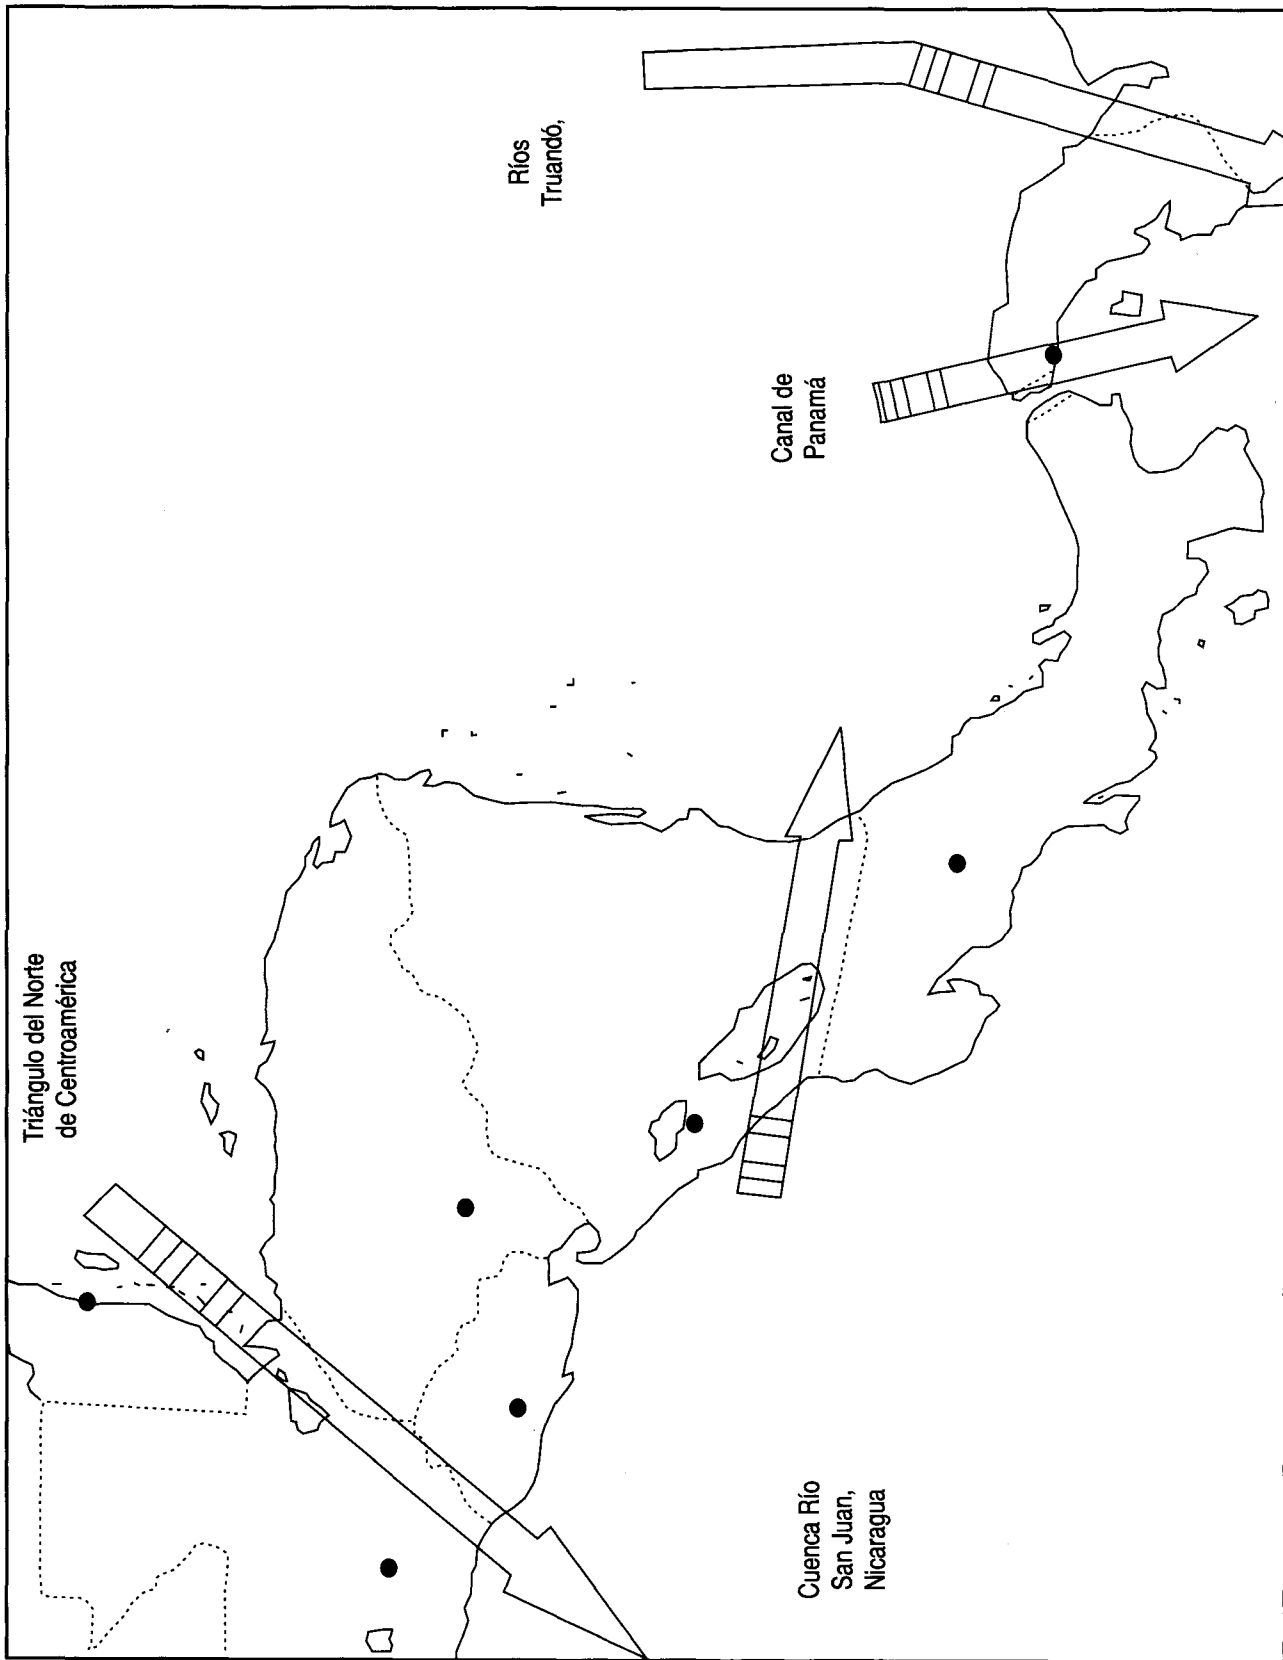 Triángulo del Norte
de Centroamérica
Ríos
Truandó,
Canal de
Panamá
Cuenca Río
San Juan,
Nicaragua